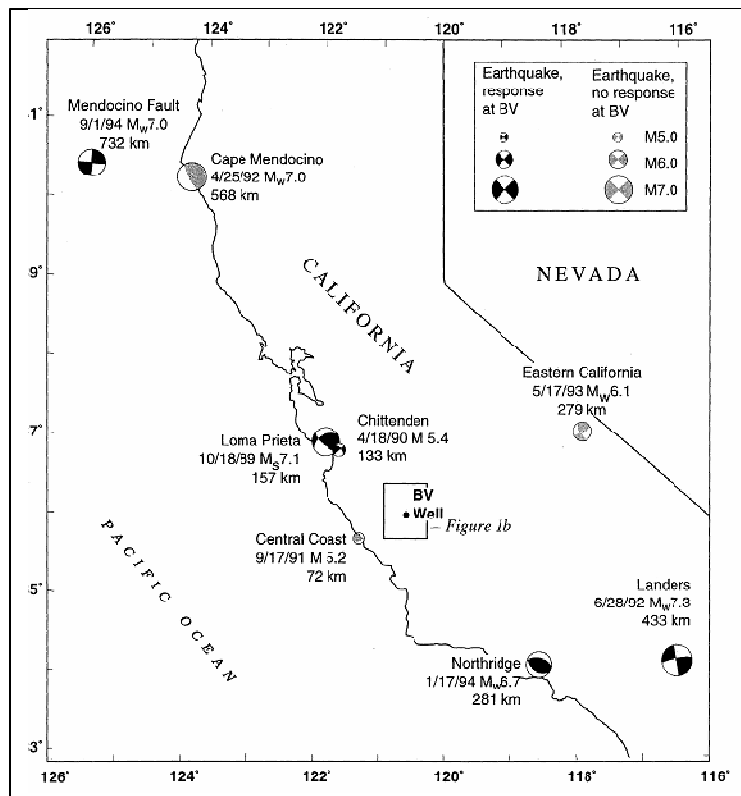 124° 122° 120° 118° 116°
Mendocino Fault
9/1/94 Mw7.0
732 km
Cape Mendocino
4/25/92 Mw7.0
568 km
Earthquake,
response
at BV
Earthquake,
no response
at BV
M5.0
M6.0
M7.0
1°
9°
7°
5°
3°
CALIFORNIA
NEVADA
Eastern California
5/17/93 Mw6.1
279 km
Chittenden
4/18/90 M 5.4
133 km
Loma Prieta
10/18/89 Ms7.1
157 km
BV
Well
Figure 1b
Central Coast
9/17/91 M 5.2
72 km
PACIFIC OCEAN
Landers
6/28/92 Mw7.3
433 km
Northridge
1/17/94 Mw6.7
281 km
126° 124° 122° 120° 118° 116°